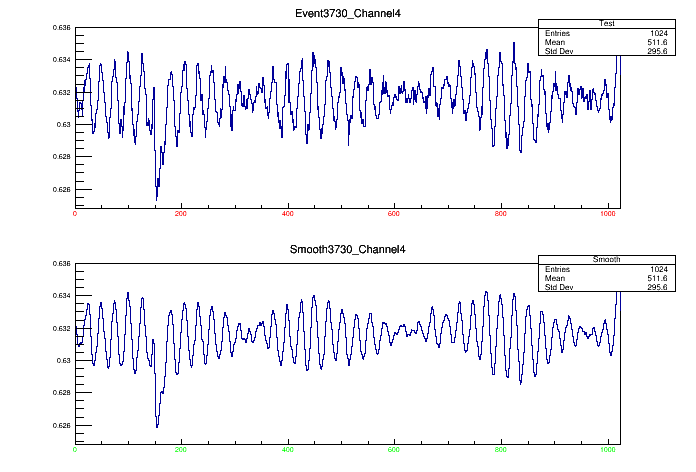 Event3730_Channel4
Test
Entries 1024
Mean 511.6
Std Dev 295.6
0.636
0.634
0.632
0.63
0.628
0.626
0 200 400 600 800 1000
Smooth3730_Channel4
Smooth
Entries 1024
Mean 511.6
Std Dev 295.6
0.636
0.634
0.632
0.63
0.628
0.626
0 200 400 600 800 1000